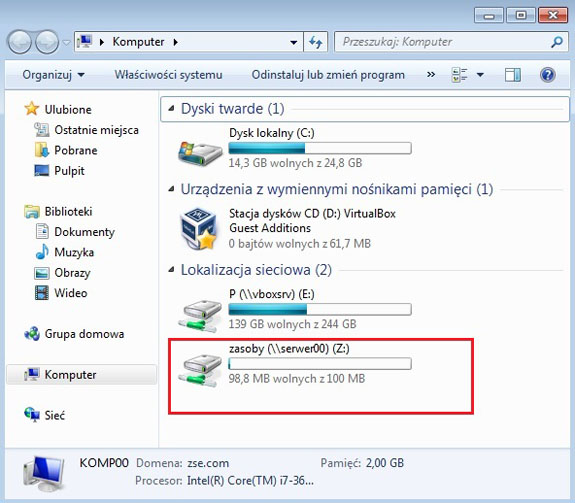 Komputer
Przeszukaj: Komputer
Organizuj Właściwości systemu Odinstaluj lub zmień program »
Ulubione
Ostatnie miejsca
Pobrane
Pulpit
Biblioteki
Dokumenty
Muzyka
Obrazy
Wideo
Grupa domowa
Komputer
Sieć
Dyski twarde (1)
Dysk lokalny (C:)
14,3 GB wolnych z 24,8 GB
Urządzenia z wymiennymi nośnikami pamięci (1)
Stacja dysków CD (D:) VirtualBox
Guest Additions
0 bajtów wolnych z 61,7 MB
Lokalizacja sieciowa (2)
P (\\vboxsrv) (E:)
139 GB wolnych z 244 GB
zasoby (\\serwer00) (Z:)
98,8 MB wolnych z 100 MB
KOMP00 Domena: zse.com Pamięć: 2,00 GB
Procesor: Intel(R) Core(TM) i7-36...